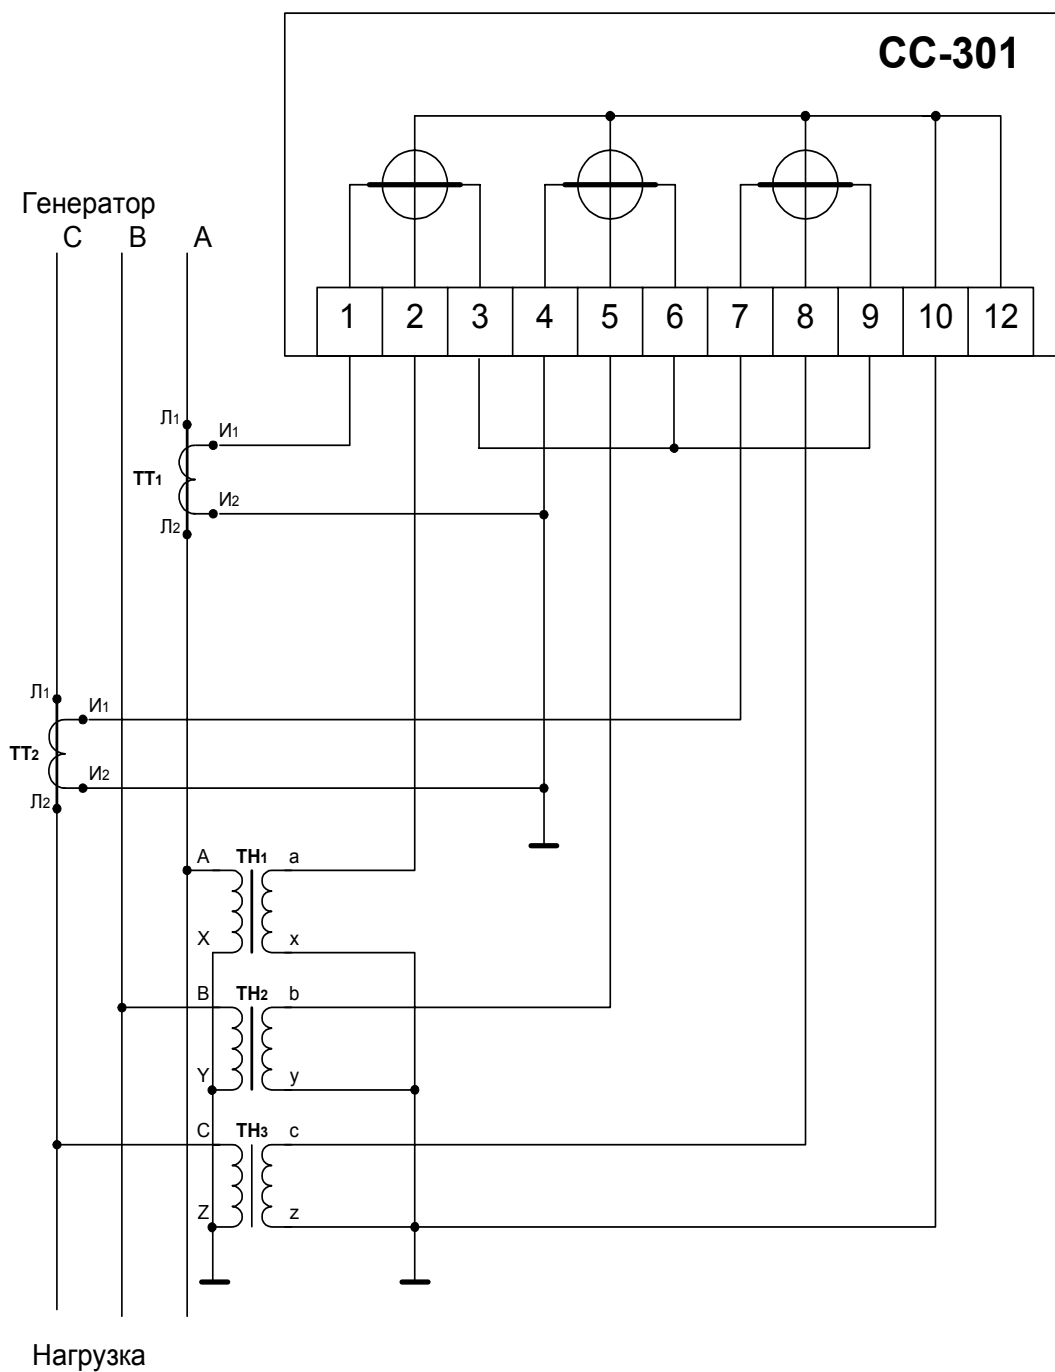 СС-301
Генератор
С В А
1 2 3 4 5 6 7 8 9 10 12
Л1
И1
ТТ1
И2
Л2
Л1
И1
ТТ2
И2
Л2
А ТН1 a
X x
В ТН2 b
Y y
С ТН3 c
Z z
Нагрузка